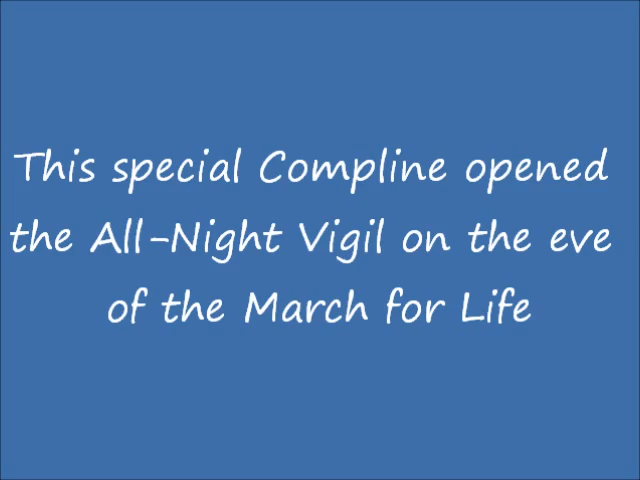 This special Compline opened
the All-Night Vigil on the eve
of the March for Life